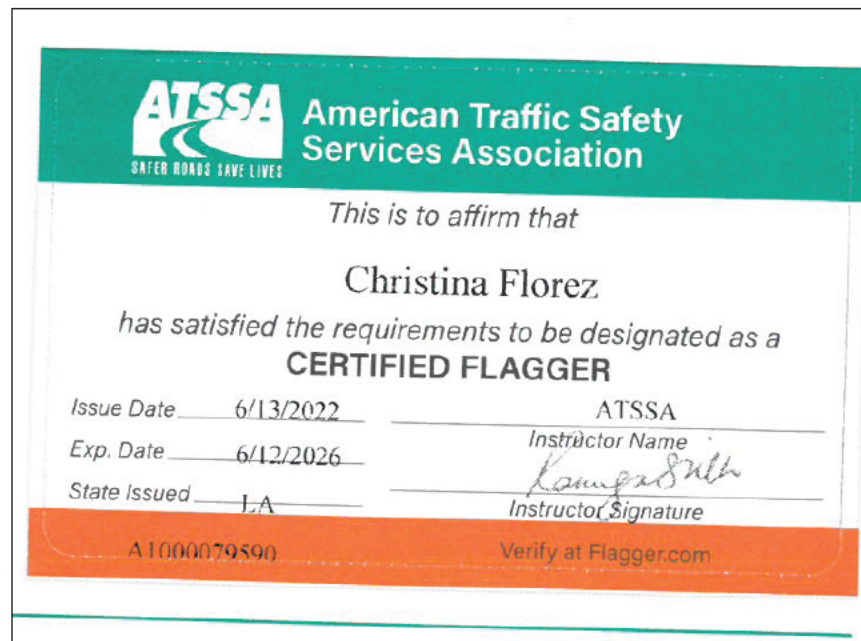 ATSSA
SAFER ROADS SAVE LIVES
American Traffic Safety
Services Association
This is to affirm that
Christina Florez
has satisfied the requirements to be designated as a
CERTIFIED FLAGGER
Issue Date 6/13/2022
ATSSA
Instructor Name
Exp. Date 6/12/2026
State Issued LA
Instructor Signature
A1000079590
Verify at Flagger.com